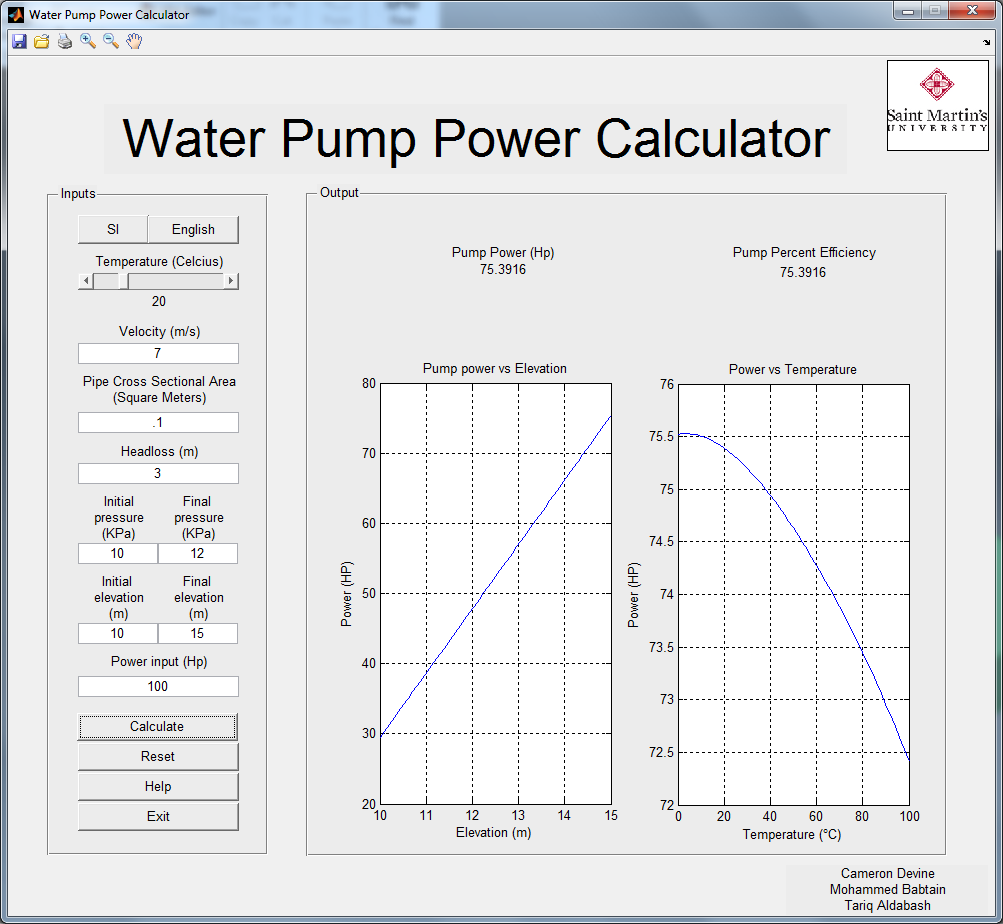 Water Pump Power Calculator
Saint Martin's
UNIVERSITY
Water Pump Power Calculator
Inputs
SI English
Temperature (Celcius)
20
Velocity (m/s)
7
Pipe Cross Sectional Area
(Square Meters)
.1
Headloss (m)
3
Initial Final
pressure pressure
(KPa) (KPa)
10 12
Initial Final
elevation elevation
(m) (m)
10 15
Power input (Hp)
100
Calculate
Reset
Help
Exit
Output
Pump Power (Hp)
75.3916
Pump Percent Efficiency
75.3916
Pump power vs Elevation
80
70
60
50
40
30
20
Power (HP)
10 11 12 13 14 15
Elevation (m)
Power vs Temperature
76
75.5
75
74.5
74
73.5
73
72.5
72
Power (HP)
0 20 40 60 80 100
Temperature (°C)
Cameron Devine
Mohammed Babtain
Tariq Aldabash